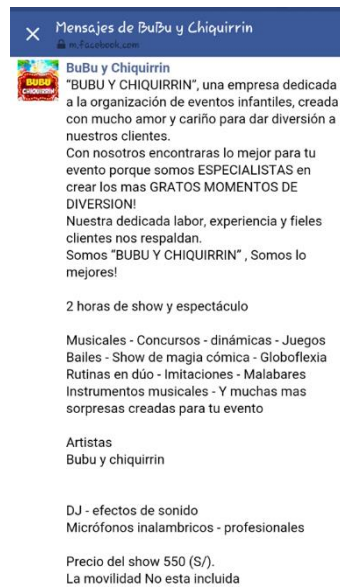 Mensajes de BuBu y Chiquirrin
m.facebook.com
BUBU
CHIQUIRRIN
BuBu y Chiquirrin
"BUBU Y CHIQUIRRIN", una empresa dedicada
a la organización de eventos infantiles, creada
con mucho amor y cariño para dar diversión a
nuestros clientes.
Con nosotros encontraras lo mejor para tu
evento porque somos ESPECIALISTAS en
crear los mas GRATOS MOMENTOS DE
DIVERSION!
Nuestra dedicada labor, experiencia y fieles
clientes nos respaldan.
Somos "BUBU Y CHIQUIRRIN" , Somos lo
mejores!
2 horas de show y espectáculo
Musicales - Concursos - dinámicas - Juegos
Bailes - Show de magia cómica - Globoflexia
Rutinas en dúo - Imitaciones - Malabares
Instrumentos musicales - Y muchas mas
sorpresas creadas para tu evento
Artistas
Bubu y chiquirrin
DJ - efectos de sonido
Micrófonos inalambricos - profesionales
Precio del show 550 (S/).
La movilidad No esta incluida